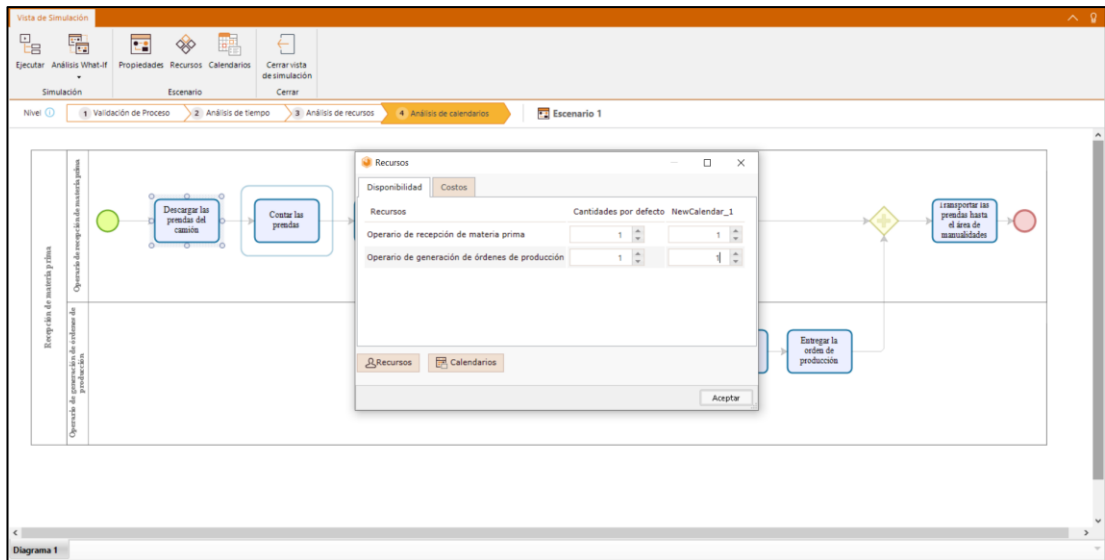 Vista de Simulación
Ejecutar Análisis What-If Propiedades Recursos Calendarios Cerrar vista
de simulación
Simulación Escenario Cerrar
Nivel 1 Validación de Proceso 2 Análisis de tiempo 3 Análisis de recursos 4 Análisis de calendarios Escenario 1
Recepción de materia prima
Operario de recepción de materia prima
Descargar las
prendas del
camión
Contar las
prendas
Recursos
Disponibilidad Costos
Recursos Cantidades por defecto NewCalendar_1
Operario de recepción de materia prima 1 1
Operario de generación de órdenes de producción 1 1
Recursos Calendarios
Aceptar
Transportar las
prendas hasta
el área de
manualidades
Operario de generación de órdenes de
producción
Entregar la
orden de
producción
Diagrama 1